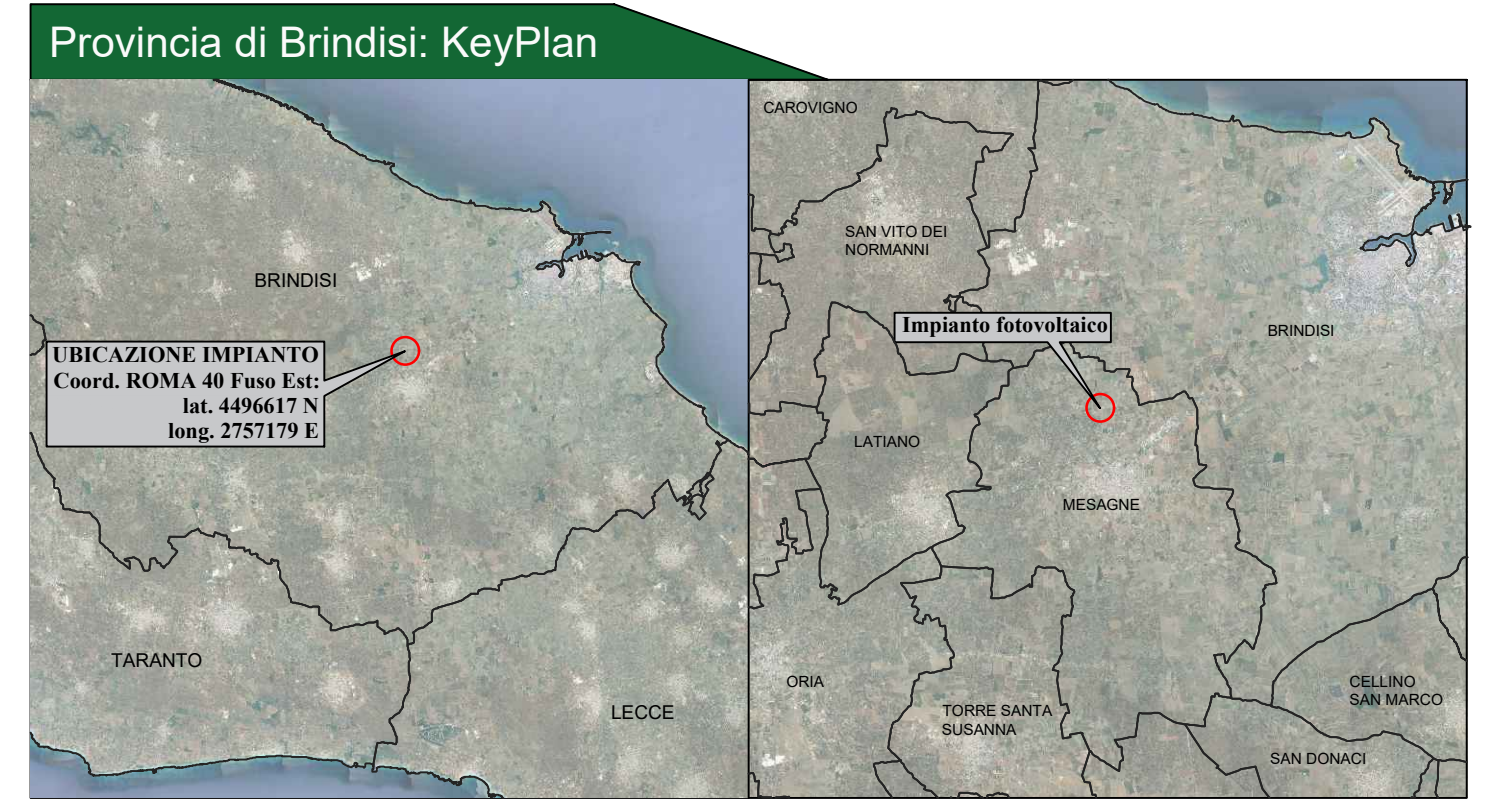 Provincia di Brindisi: KeyPlan
BRINDISI
UBICAZIONE IMPIANTO
Coord. ROMA 40 Fuso Est:
lat. 4496617 N
long. 2757179 E
TARANTO
LECCE
CAROVIGNO
SAN VITO DEI
NORMANNI
Impianto fotovoltaico
BRINDISI
LATIANO
MESAGNE
ORIA
TORRE SANTA
SUSANNA
CELLINO
SAN MARCO
SAN DONACI